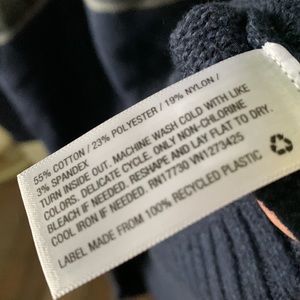 55% COTTON / 23% POLYESTER / 19% NYLON /
3% SPANDEX
TURN INSIDE OUT. MACHINE WASH COLD WITH LIKE
COLORS. DELICATE CYCLE. ONLY NON-CHLORINE
BLEACH IF NEEDED. RESHAPE AND LAY FLAT TO DRY.
COOL IRON IF NEEDED. RN17730 VN1273425
LABEL MADE FROM 100% RECYCLED PLASTIC